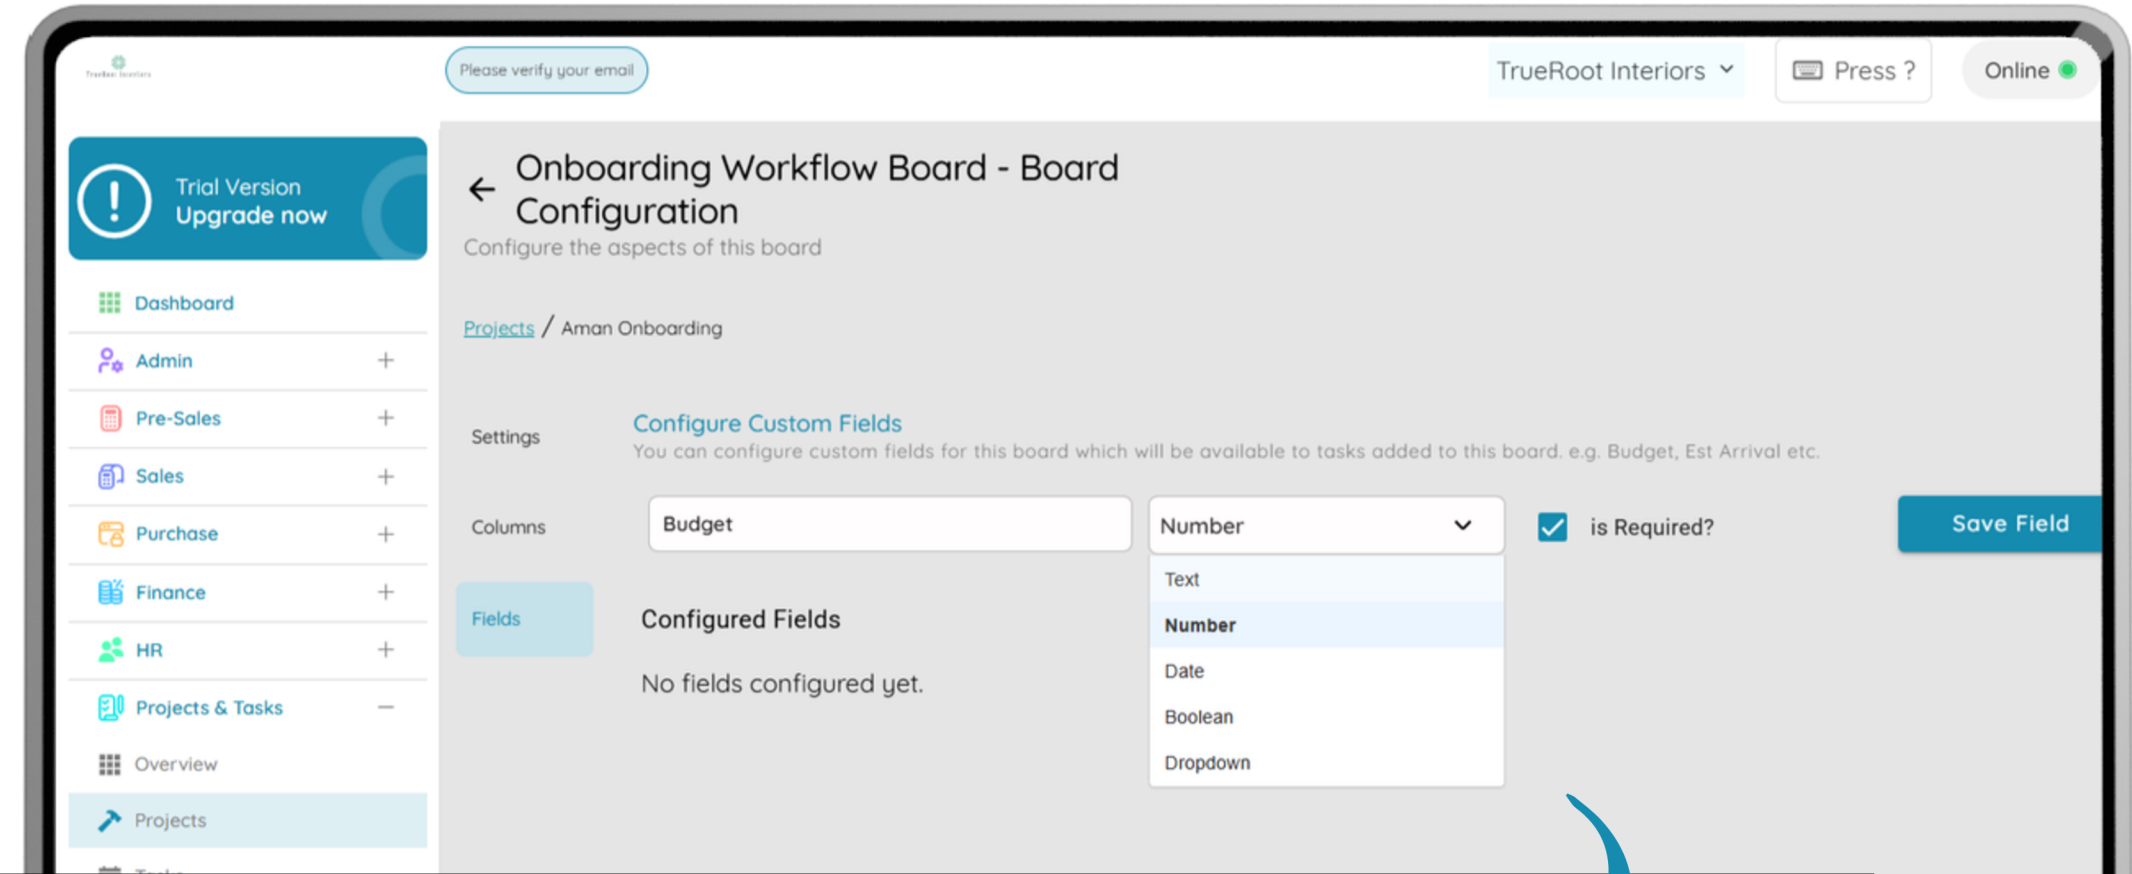 TrueRoot Interiors
Please verify your email
TrueRoot Interiors
Press ?
Online
Trial Version
Upgrade now
Onboarding Workflow Board - Board
Configuration
Configure the aspects of this board
Projects / Aman Onboarding
Dashboard
Admin
Pre-Sales
Sales
Purchase
Finance
HR
Projects & Tasks
Overview
Projects
Tasks
Settings
Columns
Fields
Configure Custom Fields
You can configure custom fields for this board which will be available to tasks added to this board. e.g. Budget, Est Arrival etc.
Budget
Number
is Required?
Save Field
Text
Number
Date
Boolean
Dropdown
Configured Fields
No fields configured yet.